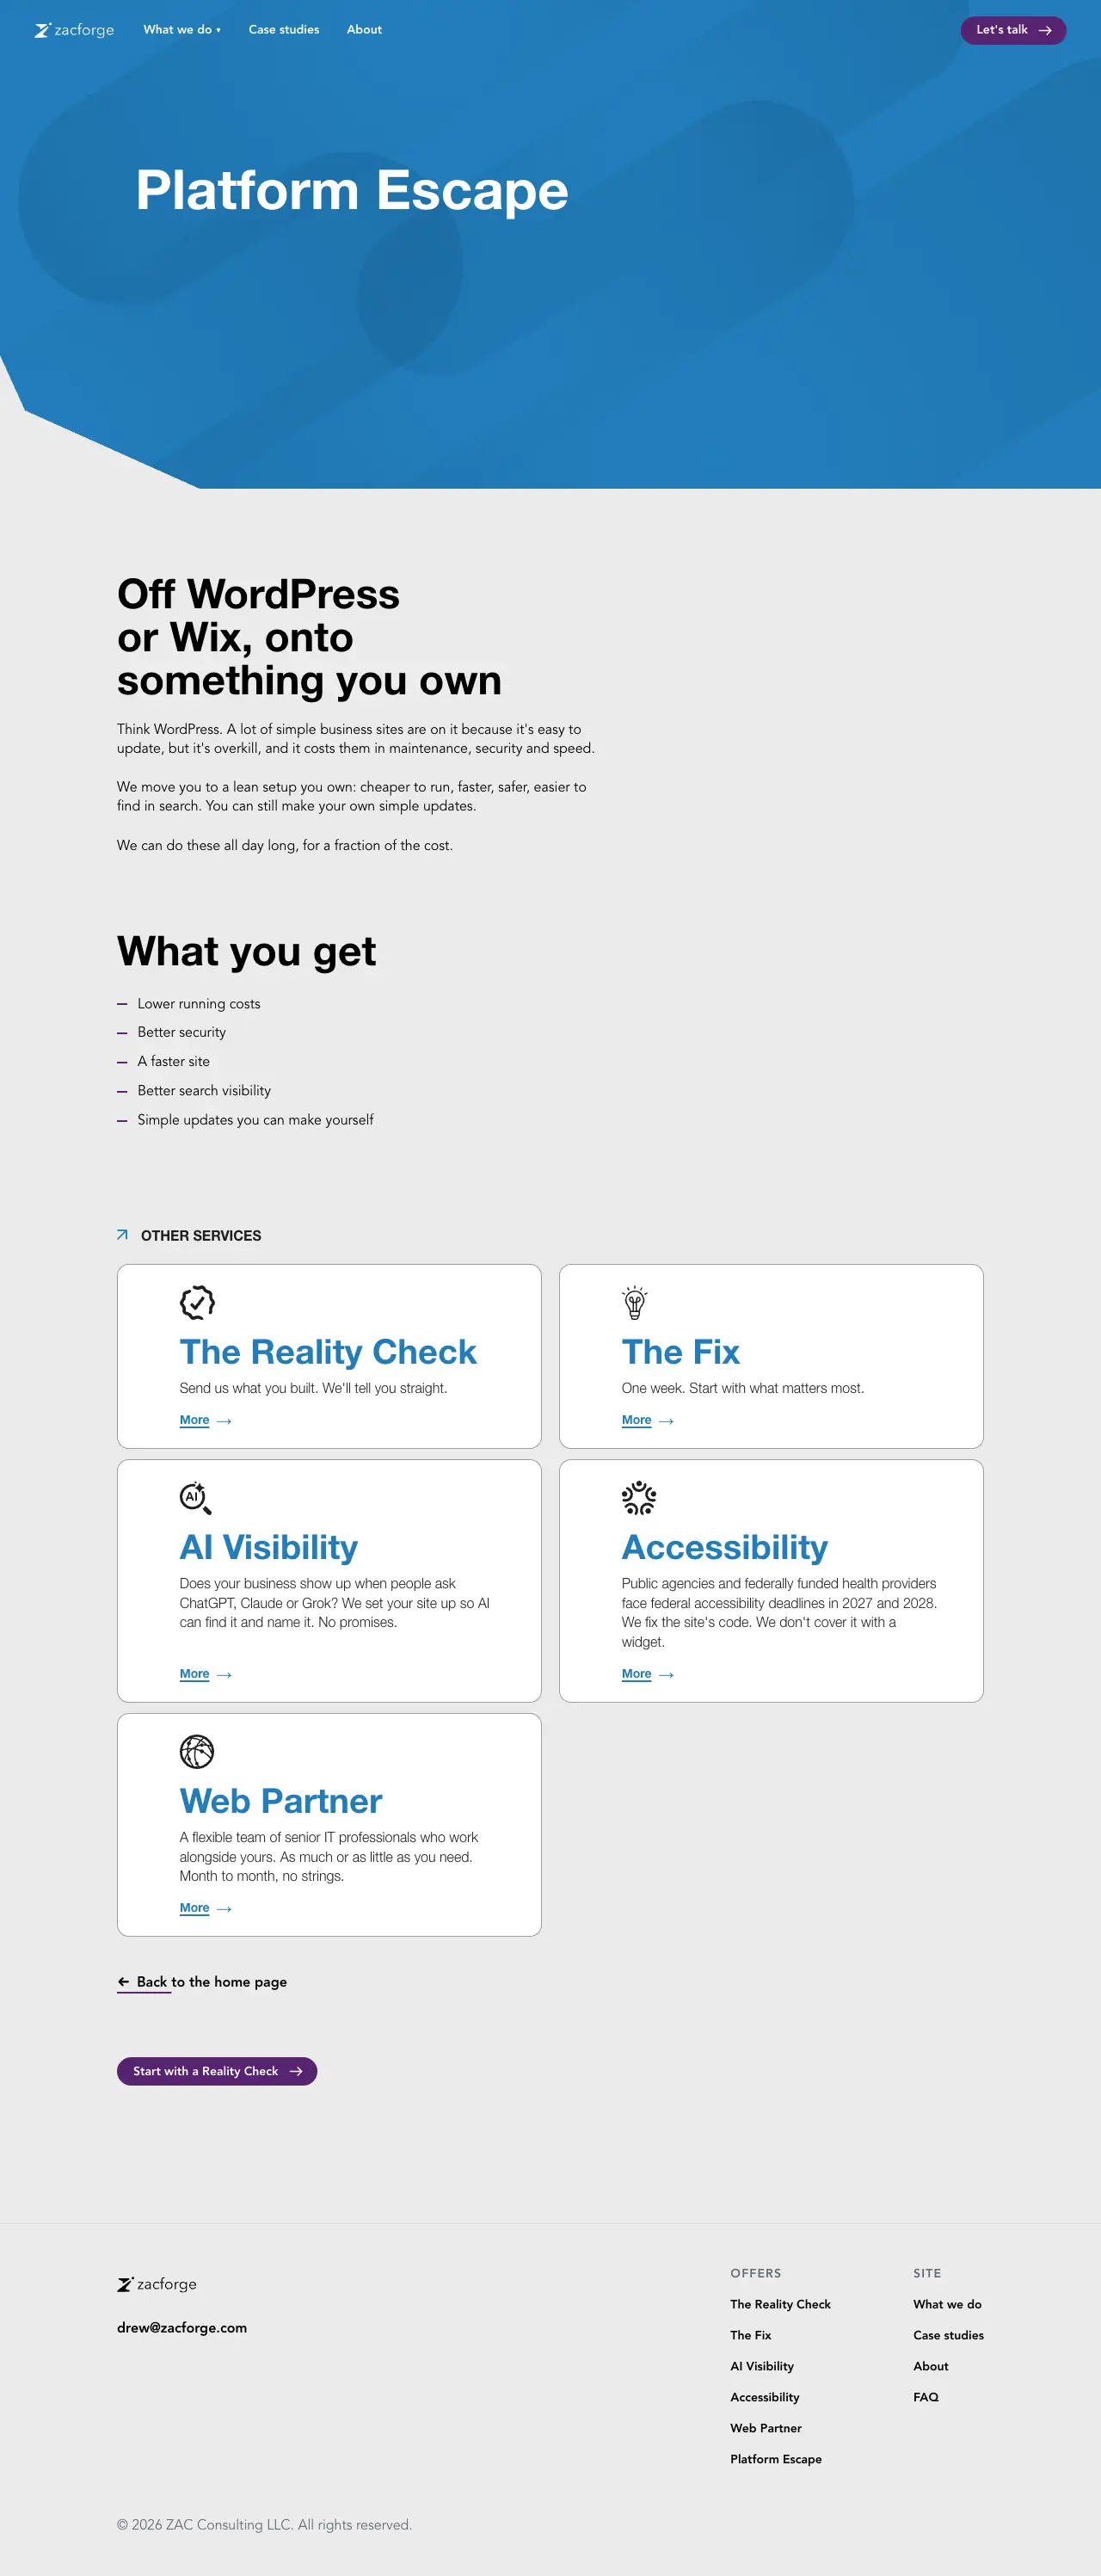 zacforge
What we do ▾
Case studies
About
Let's talk →
Platform Escape
Off WordPress
or Wix, onto
something you own
Think WordPress. A lot of simple business sites are on it because it's easy to
update, but it's overkill, and it costs them in maintenance, security and speed.
We move you to a lean setup you own: cheaper to run, faster, safer, easier to
find in search. You can still make your own simple updates.
We can do these all day long, for a fraction of the cost.
What you get
— Lower running costs
— Better security
— A faster site
— Better search visibility
— Simple updates you can make yourself
OTHER SERVICES
The Reality Check
Send us what you built. We'll tell you straight.
More →
The Fix
One week. Start with what matters most.
More →
AI
AI Visibility
Does your business show up when people ask
ChatGPT, Claude or Grok? We set your site up so AI
can find it and name it. No promises.
More →
Accessibility
Public agencies and federally funded health providers
face federal accessibility deadlines in 2027 and 2028.
We fix the site's code. We don't cover it with a
widget.
More →
Web Partner
A flexible team of senior IT professionals who work
alongside yours. As much or as little as you need.
Month to month, no strings.
More →
← Back to the home page
Start with a Reality Check →
zacforge
drew@zacforge.com
OFFERS
The Reality Check
The Fix
AI Visibility
Accessibility
Web Partner
Platform Escape
SITE
What we do
Case studies
About
FAQ
© 2026 ZAC Consulting LLC. All rights reserved.